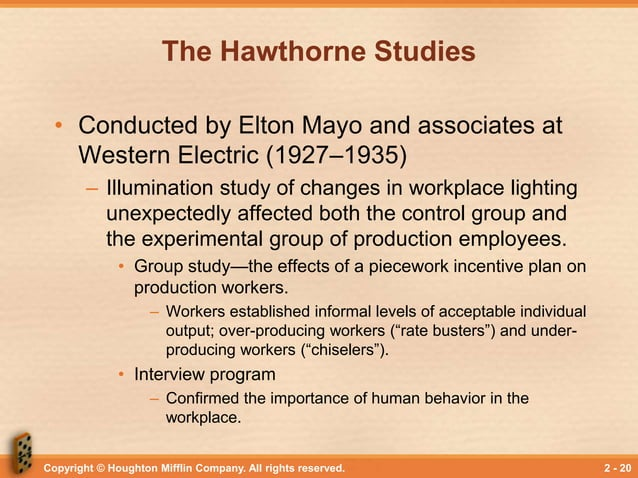 The Hawthorne Studies
• Conducted by Elton Mayo and associates at
Western Electric (1927–1935)
– Illumination study of changes in workplace lighting
unexpectedly affected both the control group and
the experimental group of production employees.
• Group study—the effects of a piecework incentive plan on
production workers.
– Workers established informal levels of acceptable individual
output; over-producing workers (“rate busters”) and under-
producing workers (“chiselers”).
• Interview program
– Confirmed the importance of human behavior in the
workplace.
Copyright © Houghton Mifflin Company. All rights reserved.
2 - 20